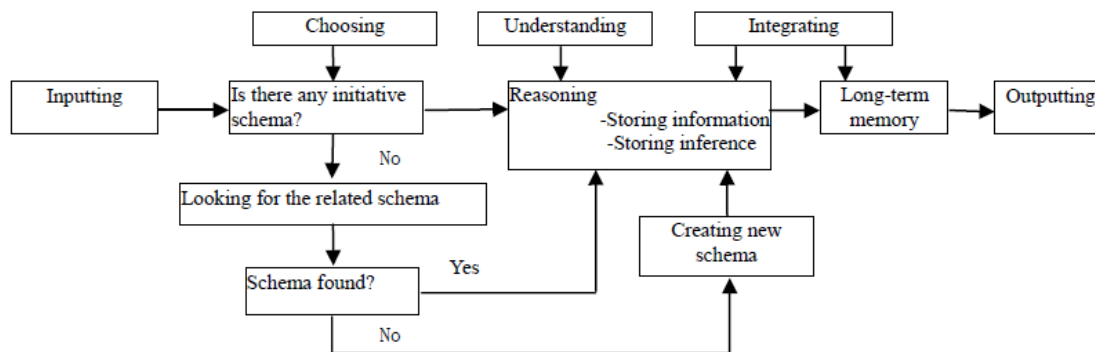 Choosing
Understanding
Integrating
Inputting
Is there any initiative
schema?
Reasoning
-Storing information
-Storing inference
Long-term
memory
Outputting
No
Looking for the related schema
Creating new
schema
Schema found?
Yes
No